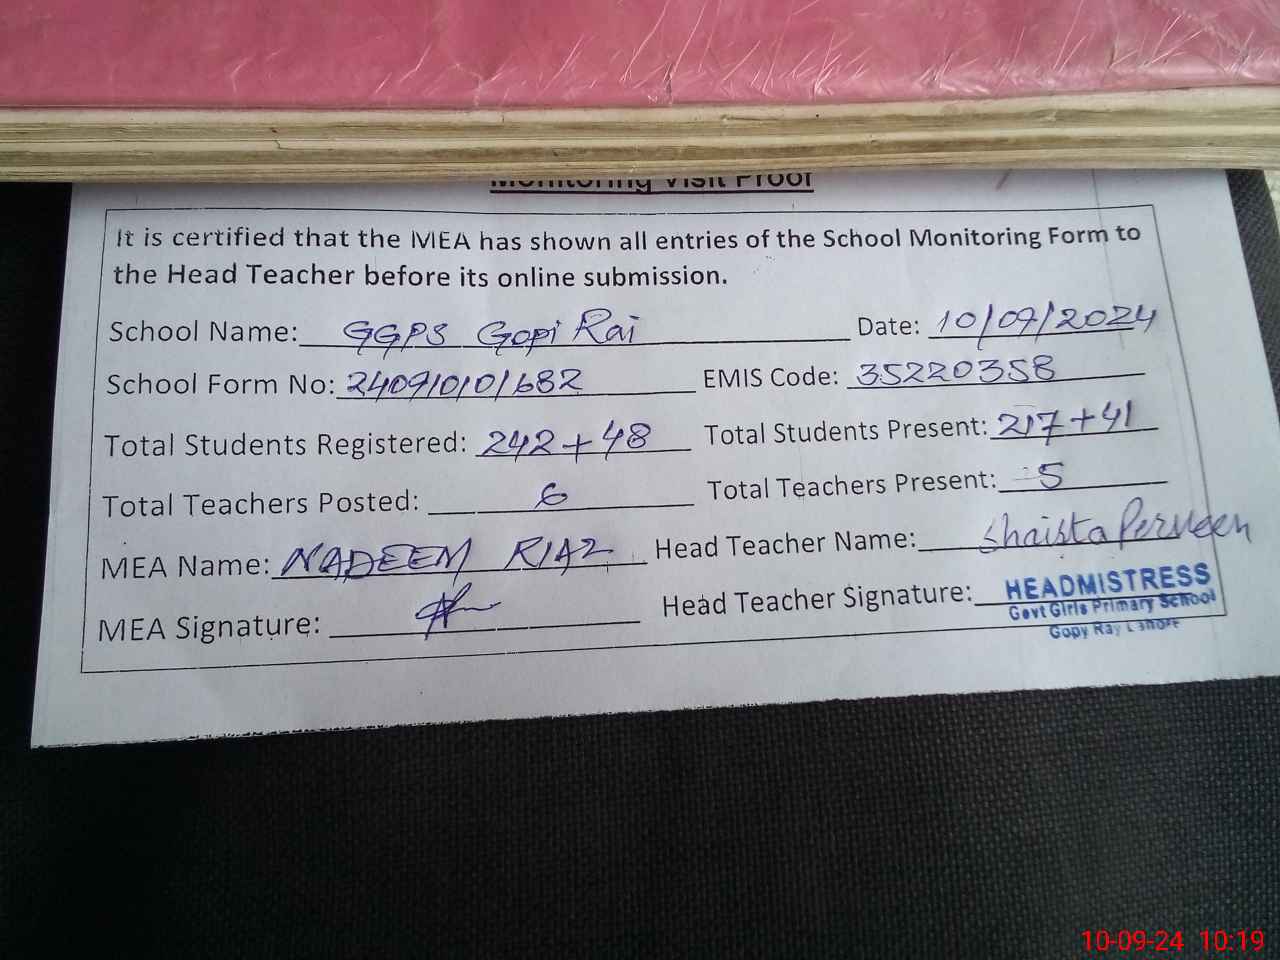 Monitoring Visit Proof
It is certified that the MEA has shown all entries of the School Monitoring Form to
the Head Teacher before its online submission.
School Name: GGPS Gopi Rai Date: 10/09/2024
School Form No: 240910101682 EMIS Code: 35220358
Total Students Registered: 242+48 Total Students Present: 217+41
Total Teachers Posted: 6 Total Teachers Present: 5
MEA Name: NADEEM RIAZ Head Teacher Name: Shaista Perveen
MEA Signature: Head Teacher Signature: HEADMISTRESS
Govt Girls Primary School
Gopy Ray Lahore
10-09-24 10:19